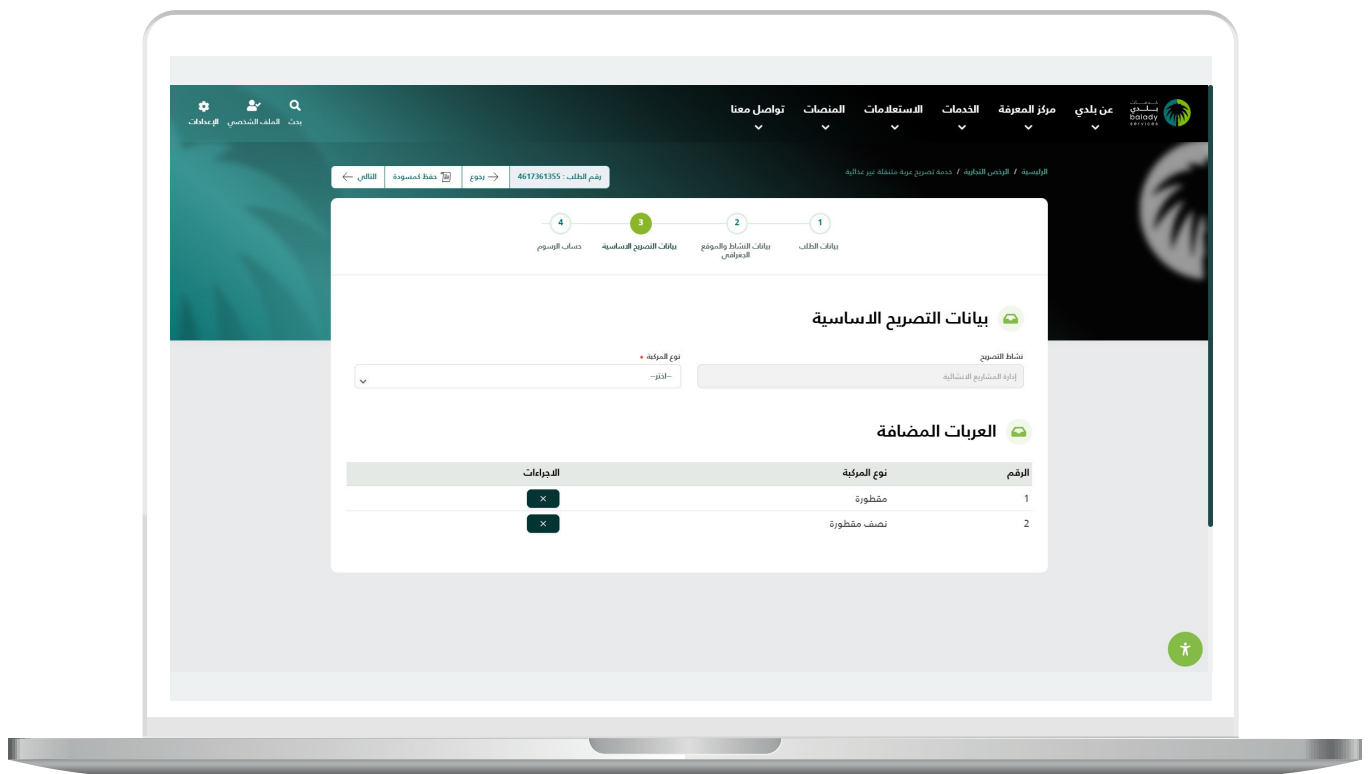 خدمات
بلدي
balady
services
عن بلدي
مركز المعرفة
الخدمات
الاستعلامات
المنصات
تواصل معنا
بحث
الملف الشخصي
الإعدادات
الرئيسية / الرخص التجارية / خدمة تصريح عربة متنقلة غير غذائية
رقم الطلب : 4617361355
رجوع
حفظ كمسودة
التالي
1
2
3
4
بيانات الطلب
بيانات النشاط والموقع
الجغرافي
بيانات التصريح الاساسية
حساب الرسوم
بيانات التصريح الاساسية
نشاط التصريح
نوع المركبة
إدارة المشاريع الانشائية
--اختر--
العربات المضافة
الرقم نوع المركبة الاجراءات
1 مقطورة
2 نصف مقطورة